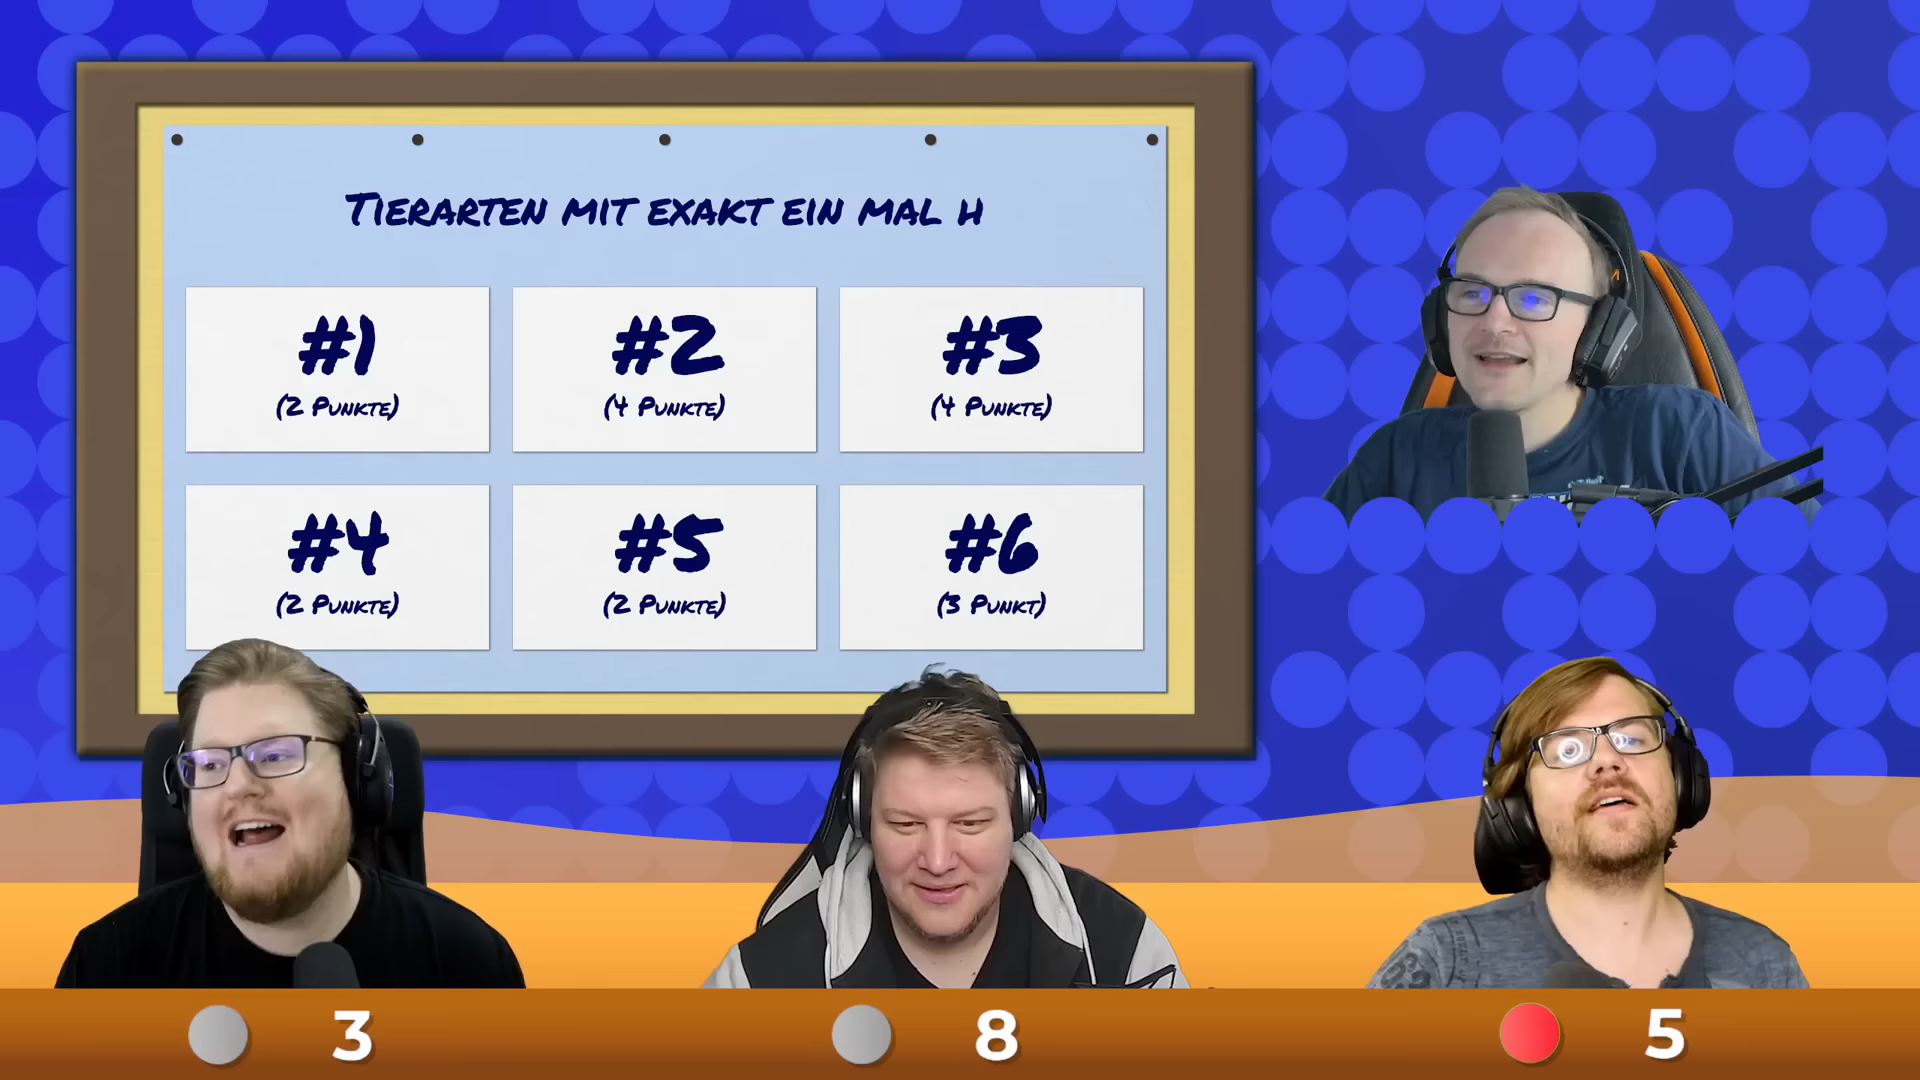 TIERARTEN MIT EXAKT EIN MAL H
#1
(2 PUNKTE)
#2
(4 PUNKTE)
#3
(4 PUNKTE)
#4
(2 PUNKTE)
#5
(2 PUNKTE)
#6
(3 PUNKT)
3
8
5